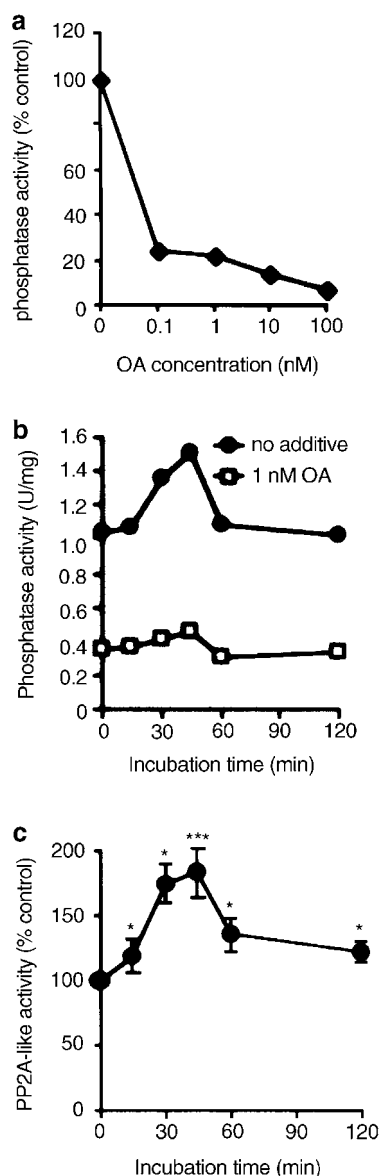 a
phosphatase activity (% control)
120
100
60
40
20
0
0 0.1 1 10 100
OA concentration (nM)
b
Phosphatase activity (U/mg)
1.6
1.4
1.2
1.0
0.8
0.6
0.4
0.2
0
no additive
1 nM OA
0 30 60 90 120
Incubation time (min)
c
PP2A-like activity (% control)
200
150
100
50
0
* * *** * *
0 30 60 90 120
Incubation time (min)